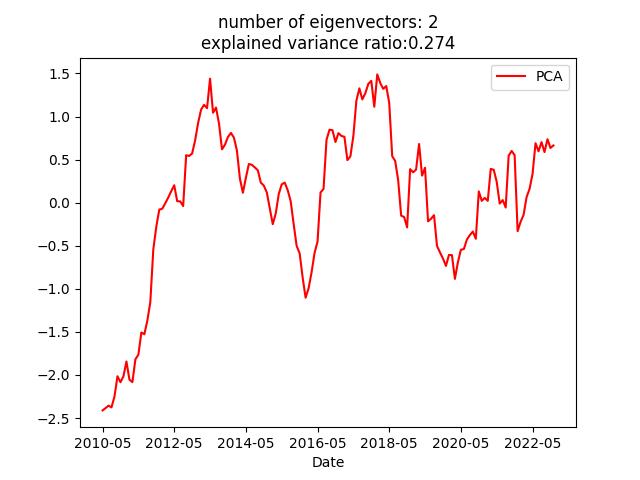 number of eigenvectors: 2
explained variance ratio:0.274
PCA
1.5
1.0
0.5
0.0
−0.5
−1.0
−1.5
−2.0
−2.5
2010-05 2012-05 2014-05 2016-05 2018-05 2020-05 2022-05
Date